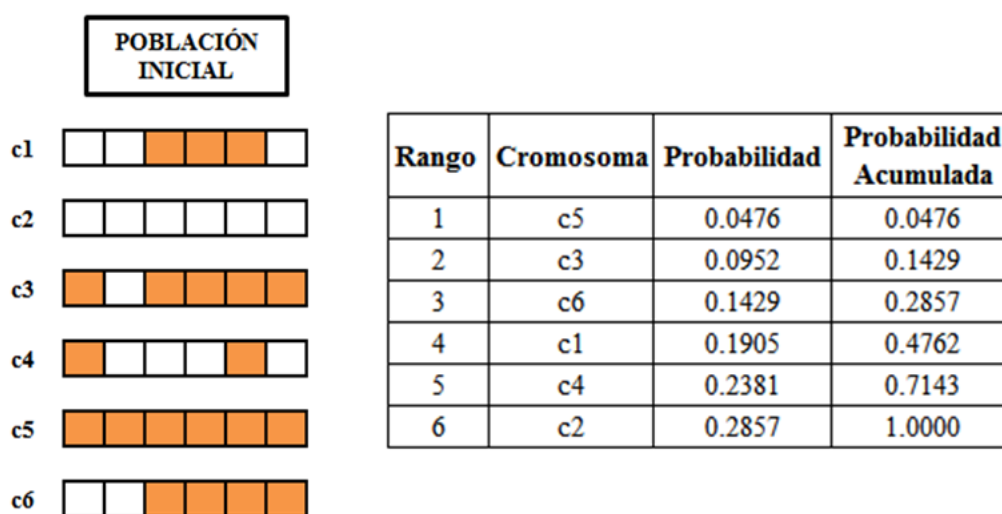 POBLACIÓN
INICIAL
c1
c2
c3
c4
c5
c6
Rango Cromosoma Probabilidad Probabilidad Acumulada
1 c5 0.0476 0.0476
2 c3 0.0952 0.1429
3 c6 0.1429 0.2857
4 c1 0.1905 0.4762
5 c4 0.2381 0.7143
6 c2 0.2857 1.0000